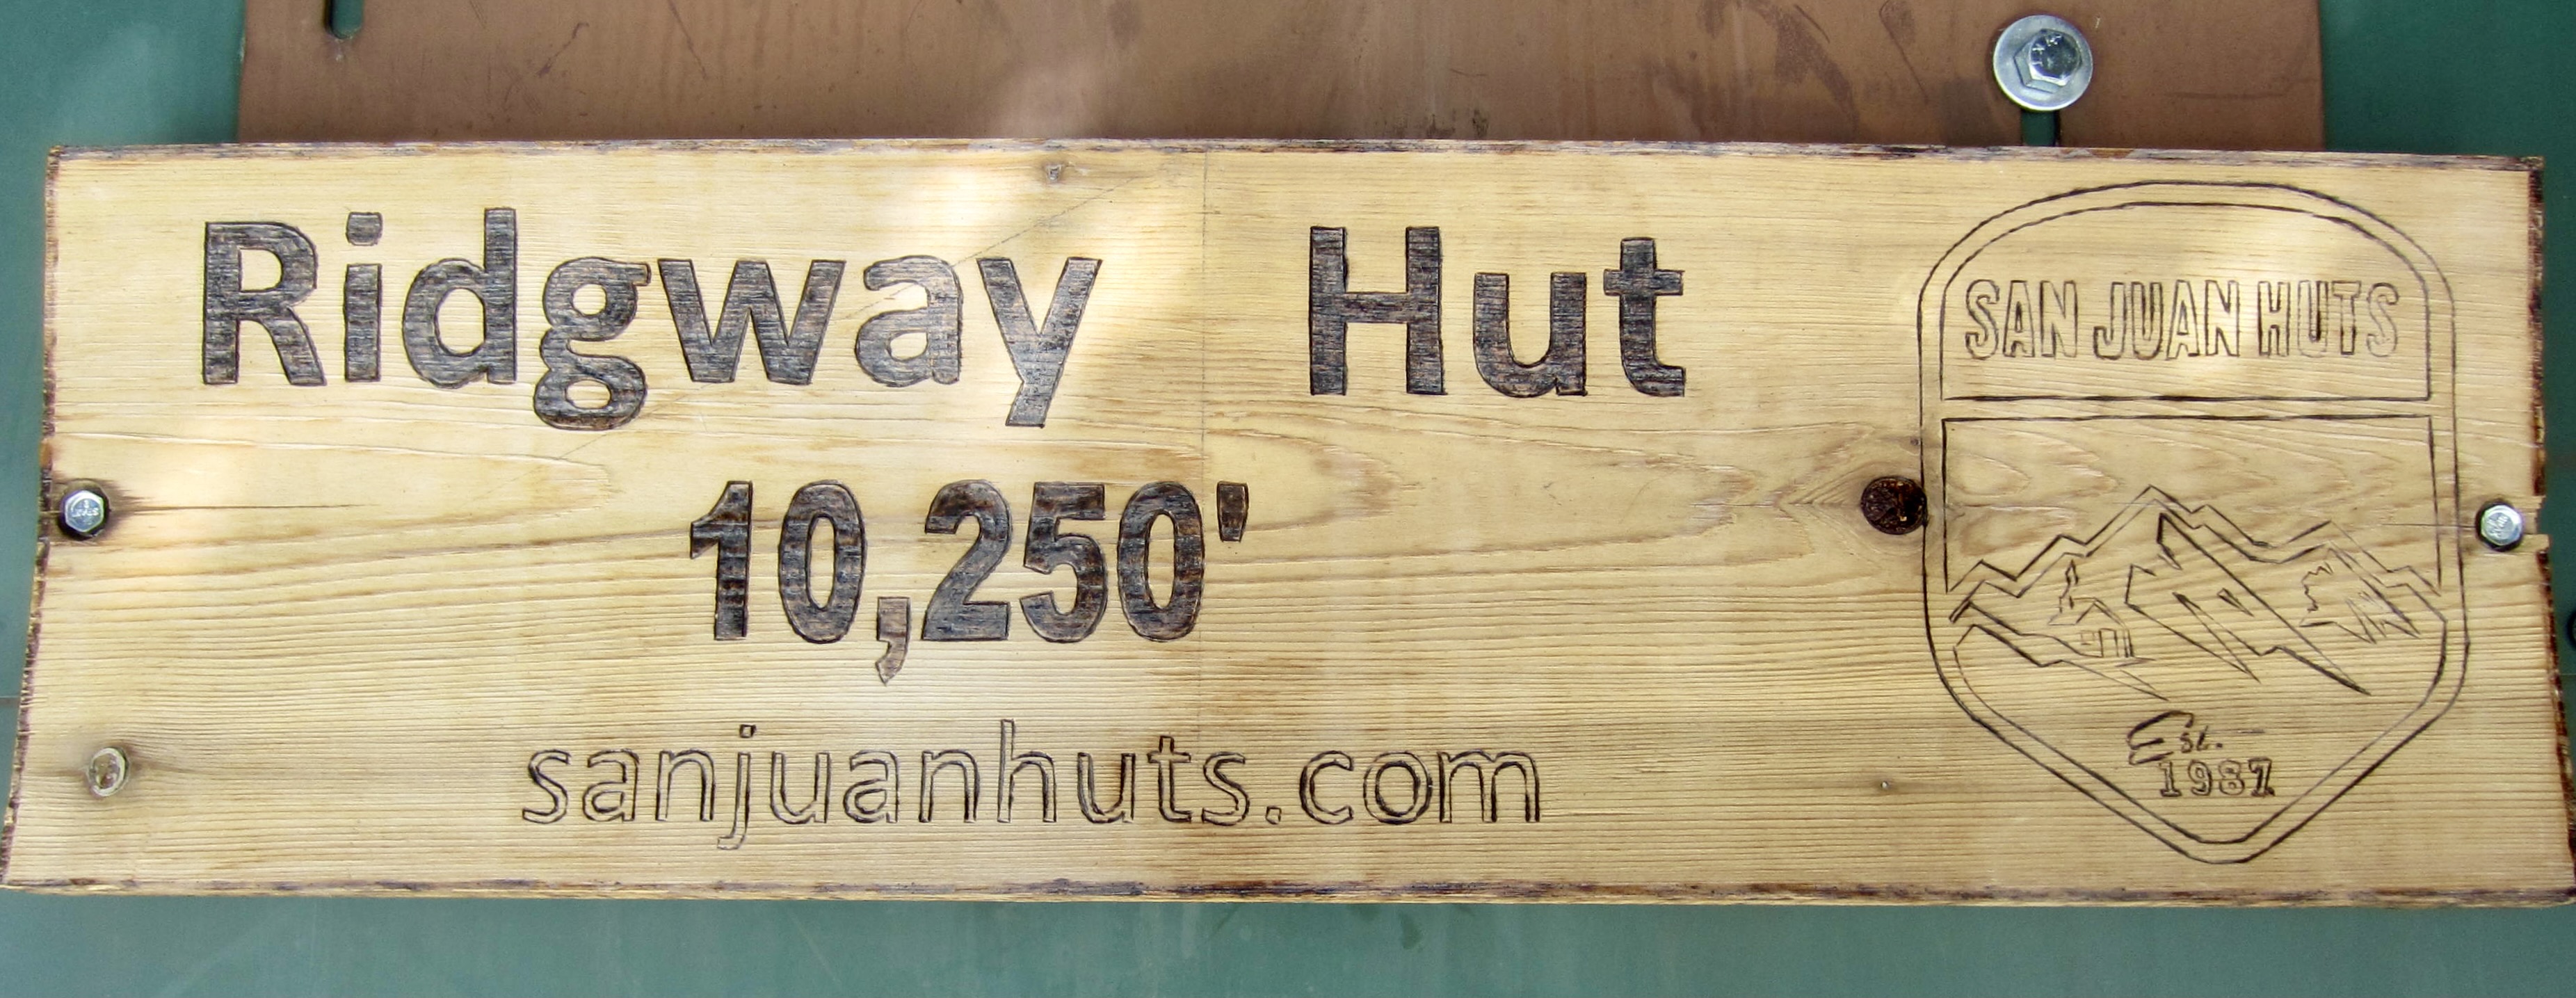 Ridgway Hut
10,250'
sanjuanhuts.com
SAN JUAN HUTS
Est.
1987